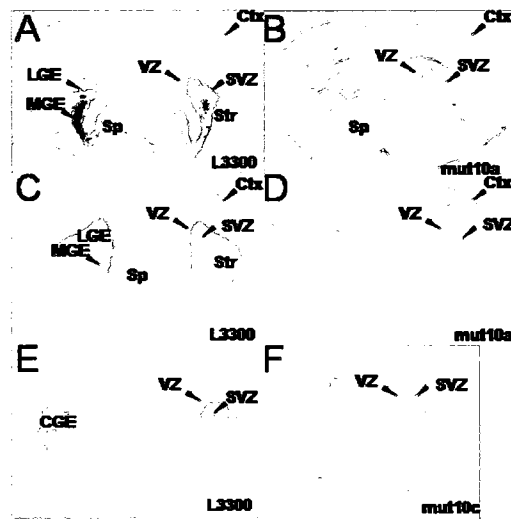 A
Ctx
VZ
SVZ
LGE
MGE
Sp
Str
L3300
B
Ctx
VZ
SVZ
Sp
mut10a
C
Ctx
VZ
SVZ
LGE
MGE
Sp
Str
L3300
D
Ctx
VZ
SVZ
mut10a
E
VZ
SVZ
CGE
L3300
F
VZ
SVZ
mut10c